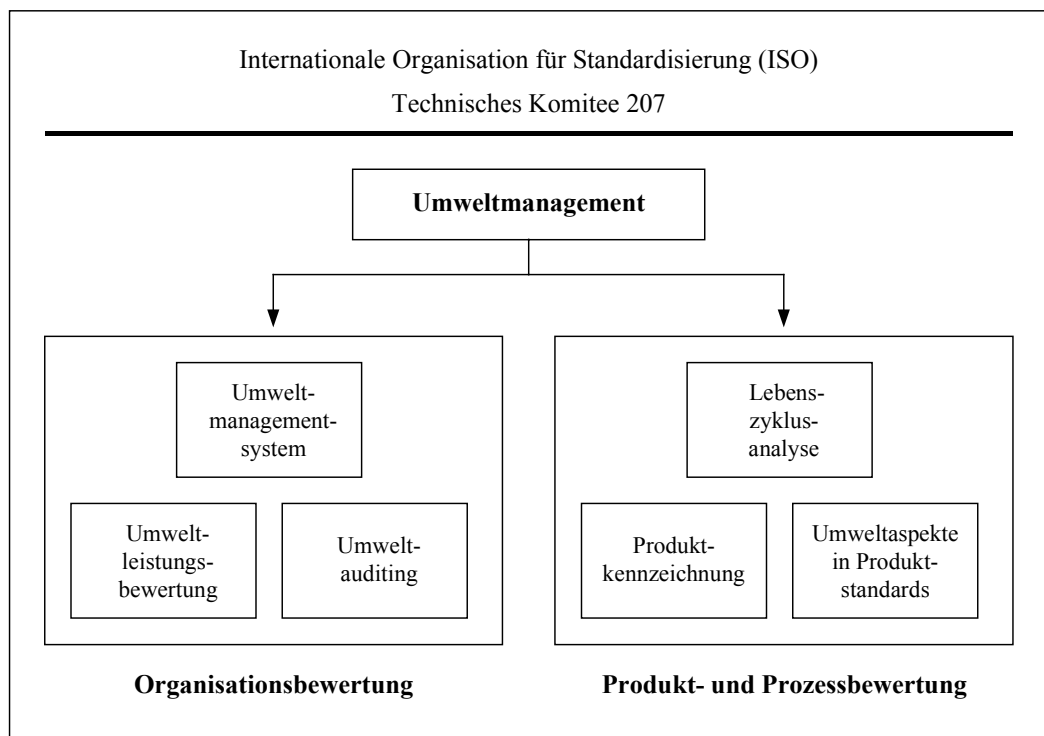 Internationale Organisation für Standardisierung (ISO)
Technisches Komitee 207
Umweltmanagement
Umwelt-
management-
system
Umwelt-
leistungs-
bewertung
Umwelt-
auditing
Organisationsbewertung
Lebens-
zyklus-
analyse
Produkt-
kennzeichnung
Umweltaspekte
in Produkt-
standards
Produkt- und Prozessbewertung